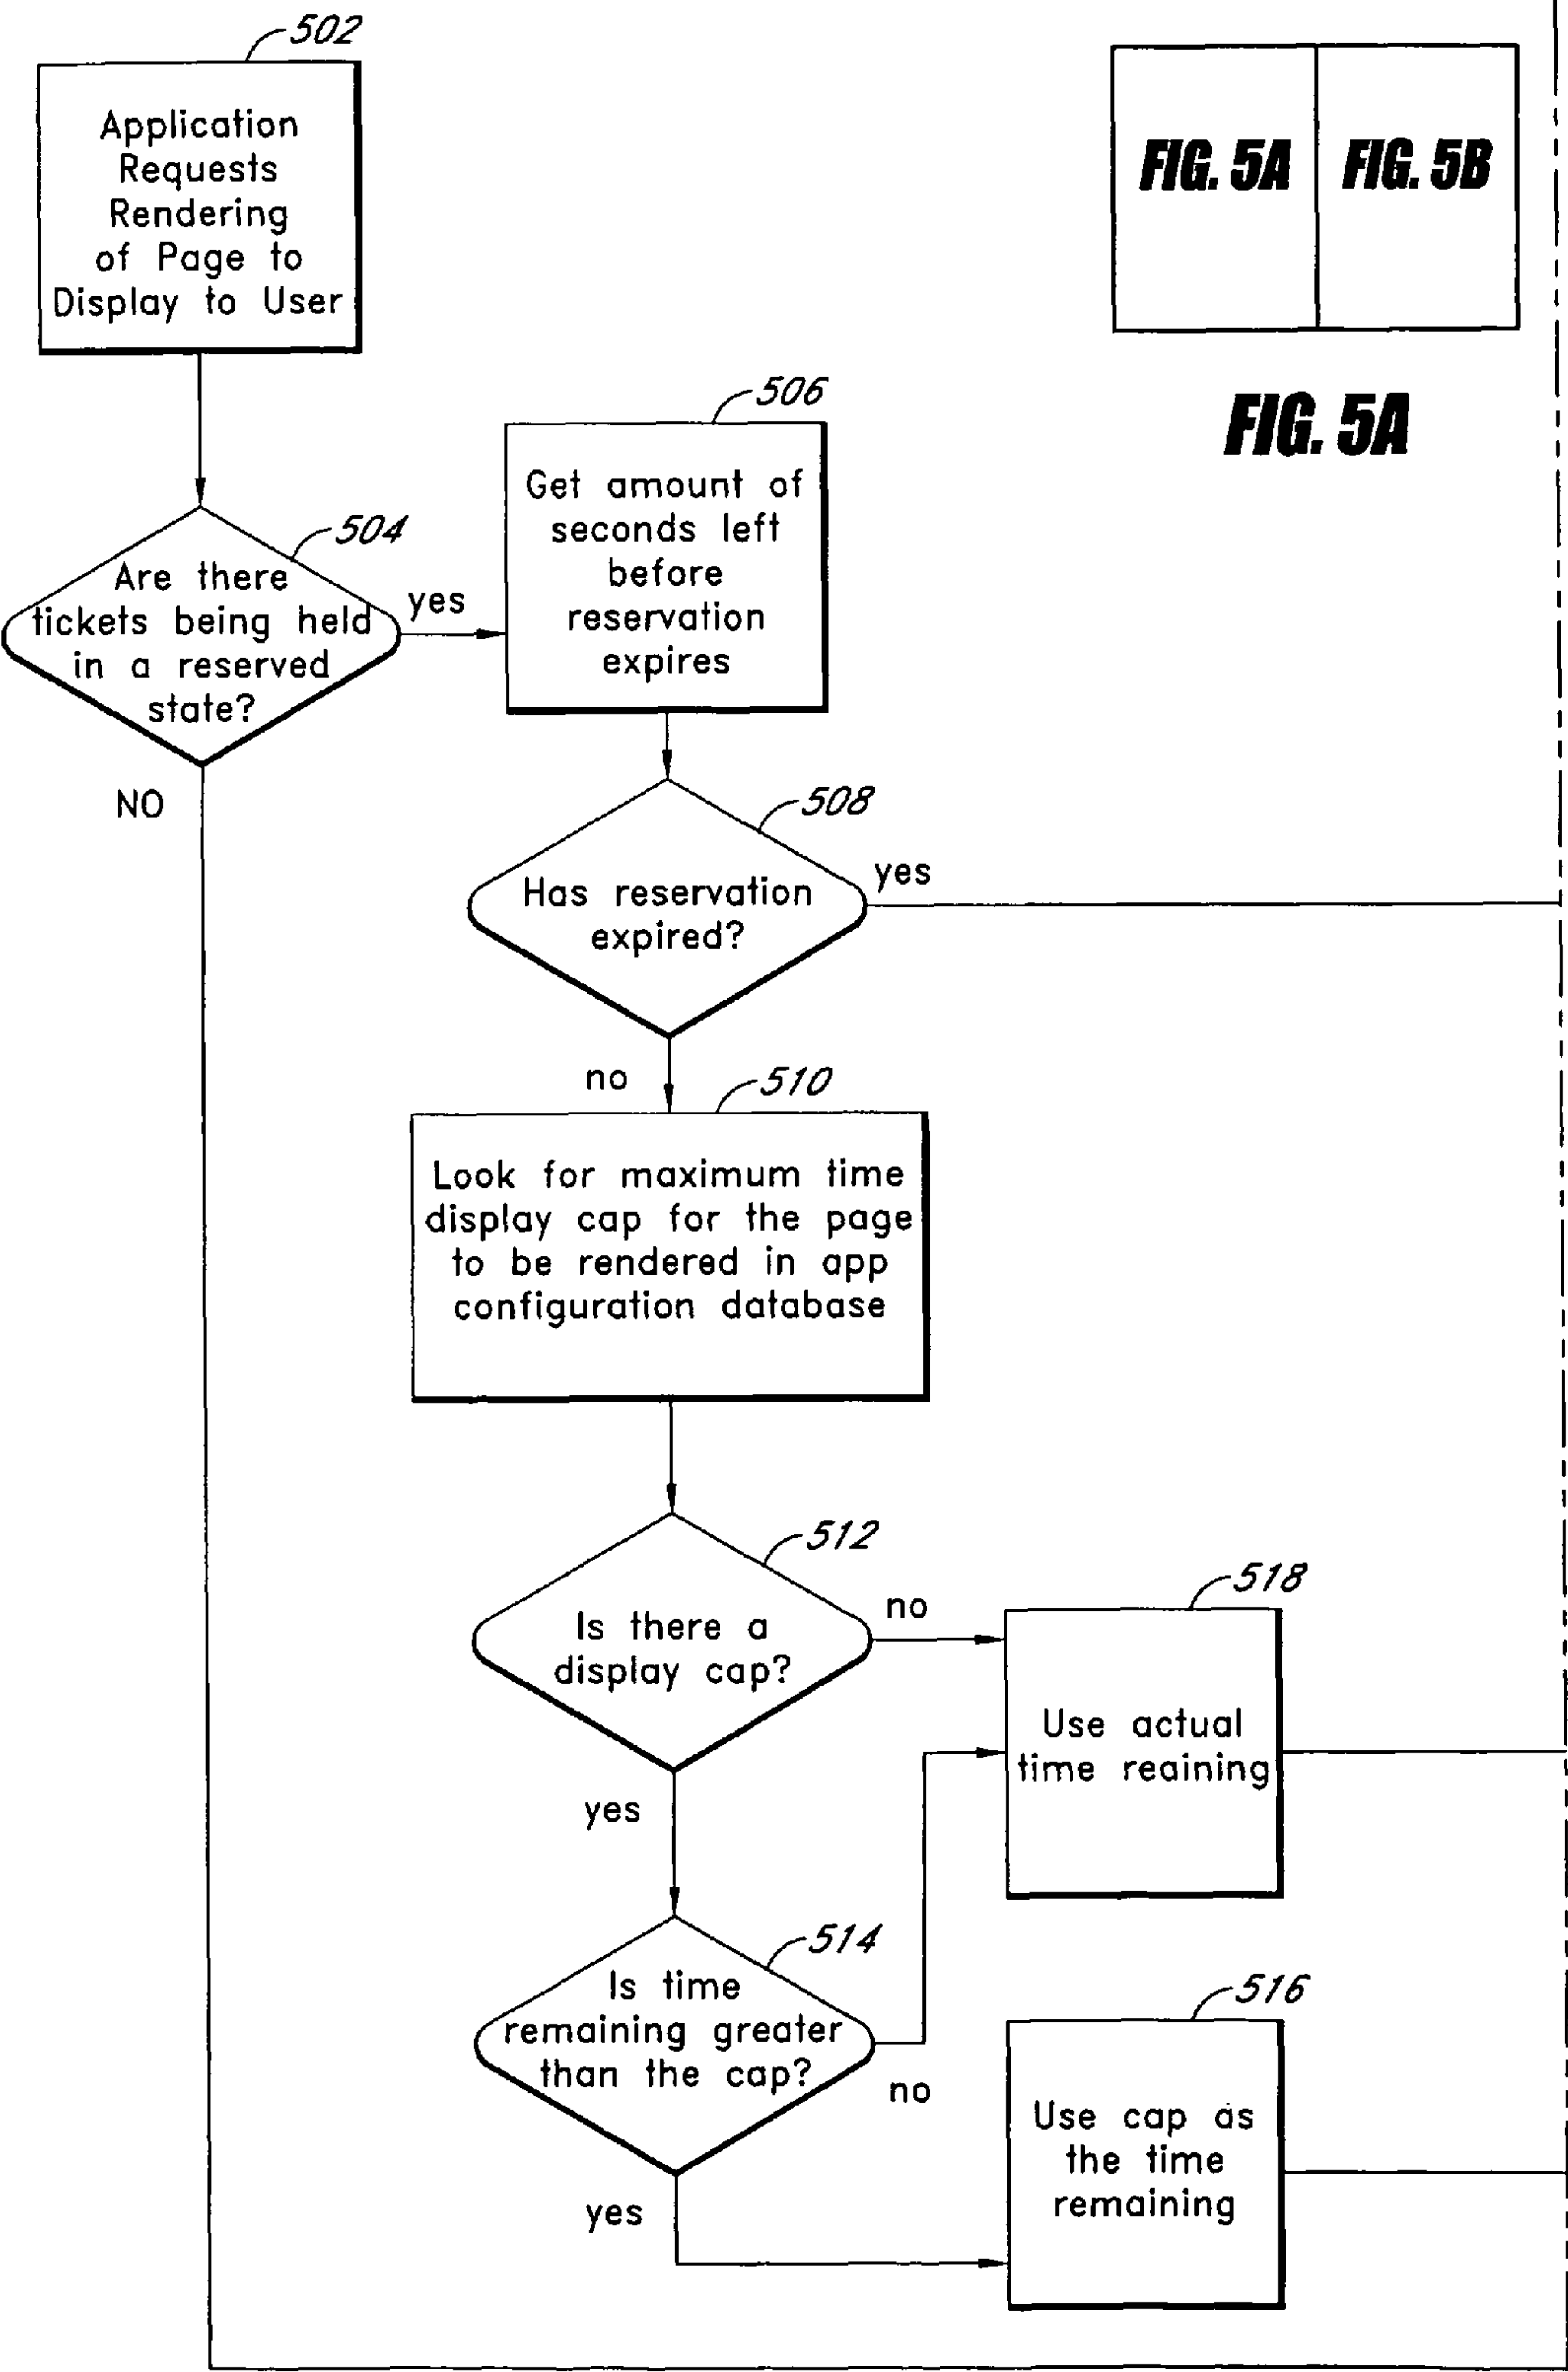 502
Application
Requests
Rendering
of Page to
Display to User
FIG. 5A
FIG. 5B
FIG. 5A
504
Are there
tickets being held
in a reserved
state?
yes
NO
506
Get amount of
seconds left
before
reservation
expires
508
Has reservation
expired?
yes
no
510
Look for maximum time
display cap for the page
to be rendered in app
configuration database
512
Is there a
display cap?
no
yes
518
Use actual
time reaining
514
Is time
remaining greater
than the cap?
no
yes
516
Use cap as
the time
remaining